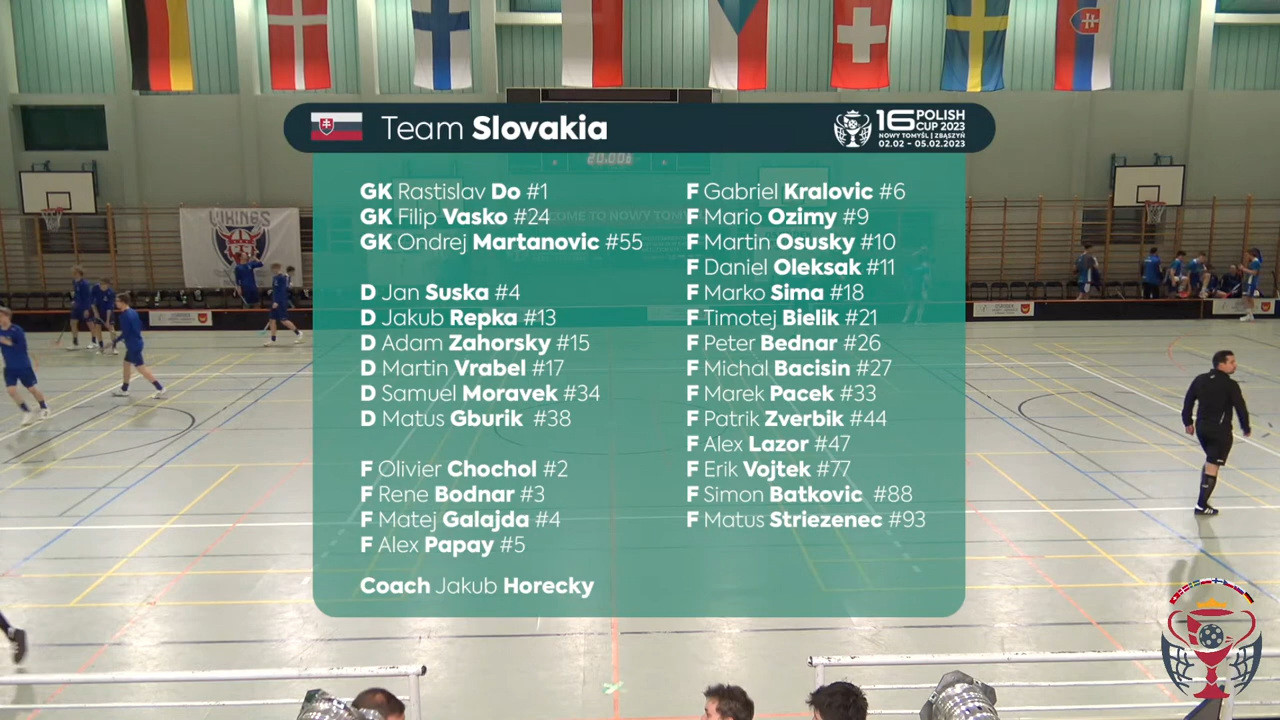 Team Slovakia
16 POLISH CUP 2023
NOWY TOMYŚL | ZBĄSZYŃ
02.02 - 05.02.2023
20:00
VIKINGS
GK Rastislav Do #1
GK Filip Vasko #24
GK Ondrej Martanovic #55
D Jan Suska #4
D Jakub Repka #13
D Adam Zahorsky #15
D Martin Vrabel #17
D Samuel Moravek #34
D Matus Gburik #38
F Olivier Chochol #2
F Rene Bodnar #3
F Matej Galajda #4
F Alex Papay #5
Coach Jakub Horecky
F Gabriel Kralovic #6
F Mario Ozimy #9
F Martin Osusky #10
F Daniel Oleksak #11
F Marko Sima #18
F Timotej Bielik #21
F Peter Bednar #26
F Michal Bacisin #27
F Marek Pacek #33
F Patrik Zverbik #44
F Alex Lazor #47
F Erik Vojtek #77
F Simon Batkovic #88
F Matus Striezenec #93